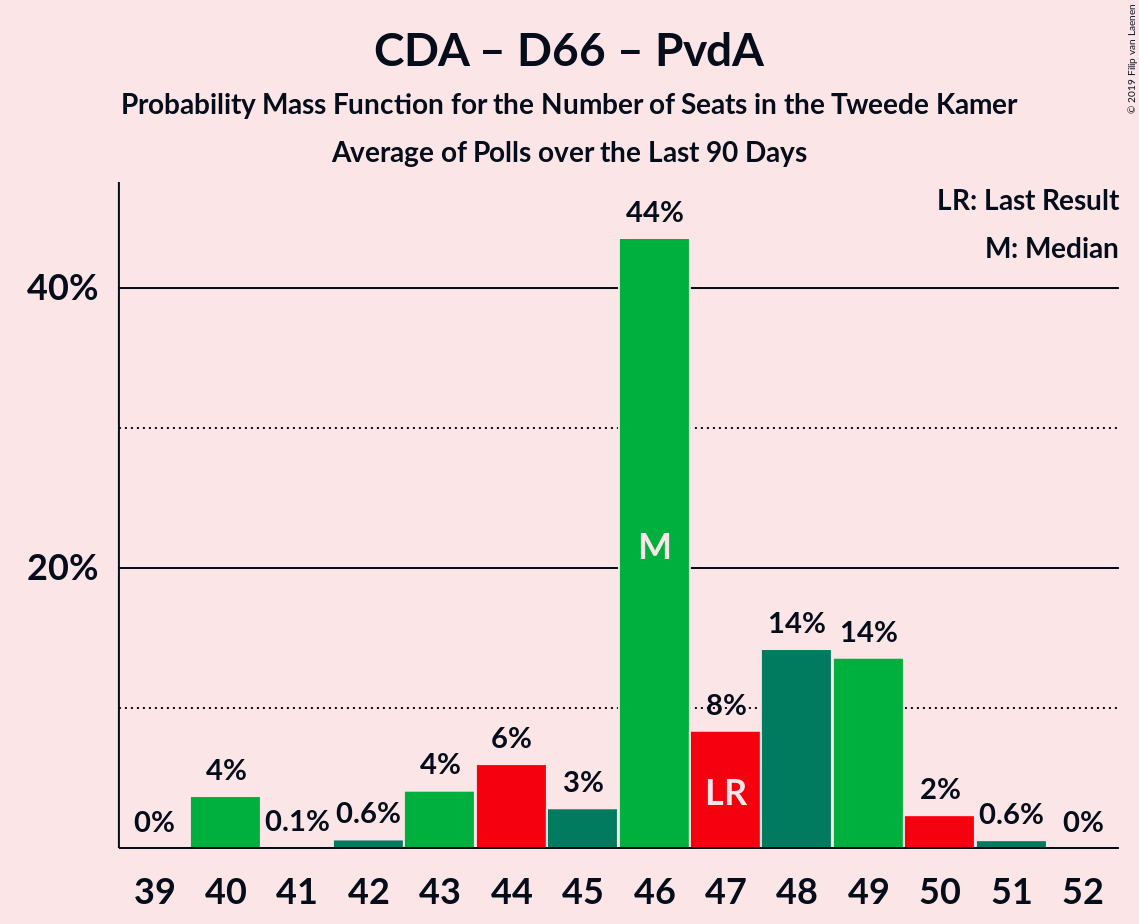 CDA – D66 – PvdA
Probability Mass Function for the Number of Seats in the Tweede Kamer
Average of Polls over the Last 90 Days
© 2019 Filip van Laenen
LR: Last Result
M: Median
40%
20%
0%
4%
0.1%
0.6%
4%
6%
3%
44%
8%
14%
14%
2%
0.6%
0%
M
LR
39 40 41 42 43 44 45 46 47 48 49 50 51 52